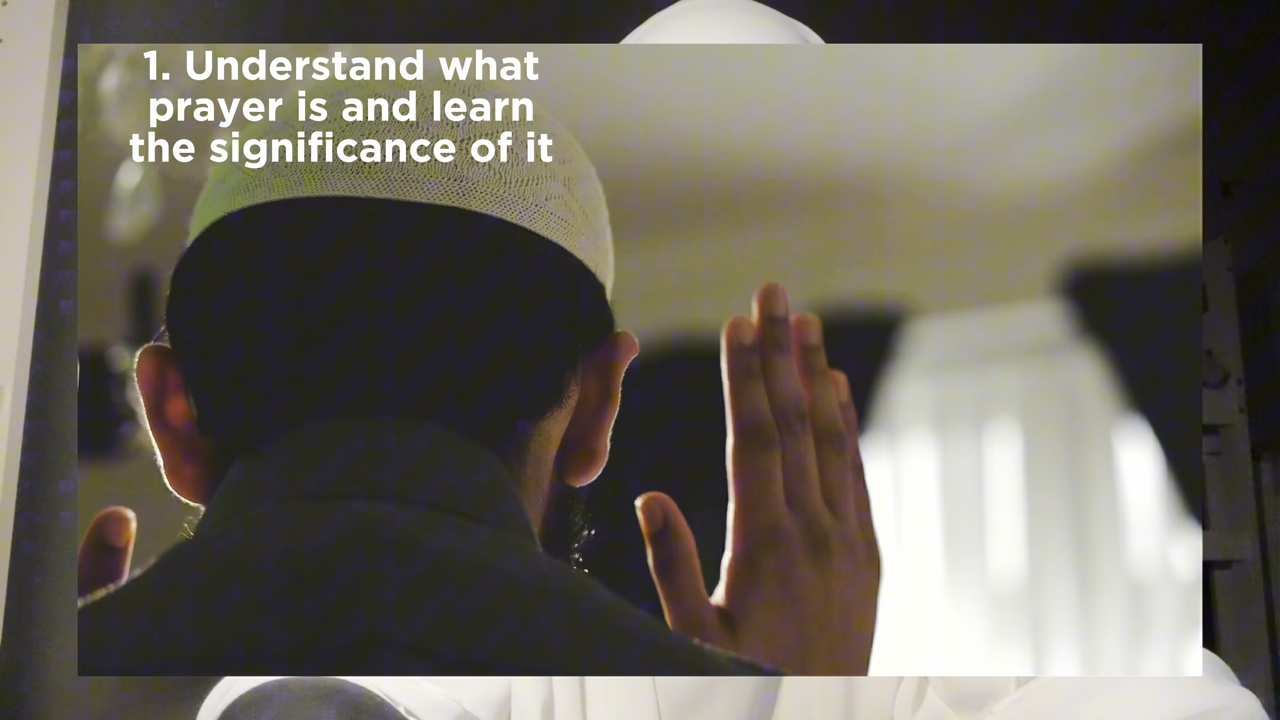 1. Understand what
prayer is and learn
the significance of it